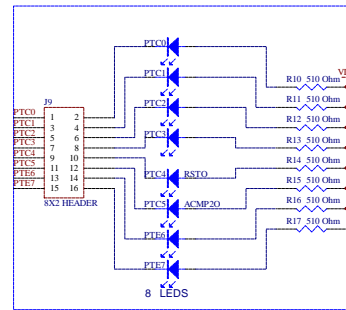 PTC0
R10 510 Ohm
PTC1
R11 510 Ohm
J9
PTC2
R12 510 Ohm
PTC0 1 2
PTC3
R13 510 Ohm
PTC1 3 4
PTC2 5 6
PTC3 7 8
R14 510 Ohm
PTC4 9 10
PTC4 RSTO
PTC5 11 12
R15 510 Ohm
PTE6 13 14
PTE7 15 16
PTC5 ACMP2O
8X2 HEADER
R16 510 Ohm
PTE6
R17 510 Ohm
PTE7
8 LEDS